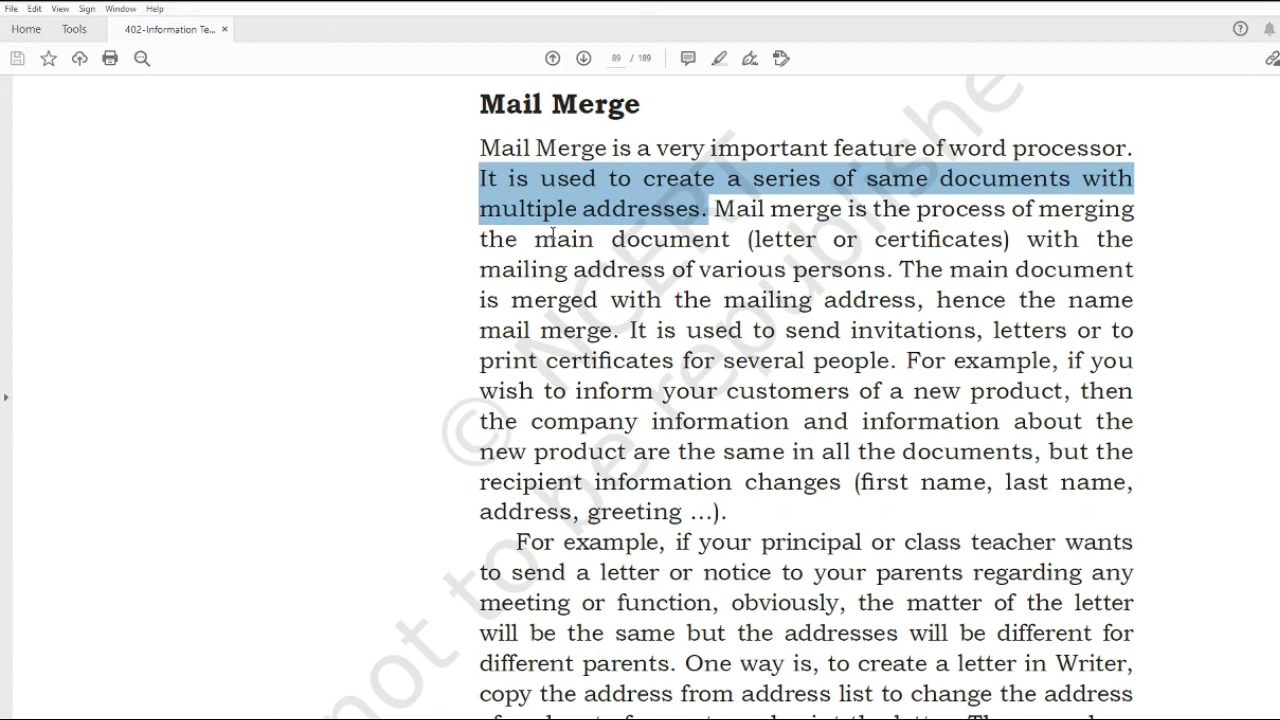 File Edit View Sign Window Help
Home Tools 402-Information Te... ×
89 / 189
Mail Merge
Mail Merge is a very important feature of word processor.
It is used to create a series of same documents with
multiple addresses. Mail merge is the process of merging
the main document (letter or certificates) with the
mailing address of various persons. The main document
is merged with the mailing address, hence the name
mail merge. It is used to send invitations, letters or to
print certificates for several people. For example, if you
wish to inform your customers of a new product, then
the company information and information about the
new product are the same in all the documents, but the
recipient information changes (first name, last name,
address, greeting ...).
For example, if your principal or class teacher wants
to send a letter or notice to your parents regarding any
meeting or function, obviously, the matter of the letter
will be the same but the addresses will be different for
different parents. One way is, to create a letter in Writer,
copy the address from address list to change the address
© NCERT
not to be republishe